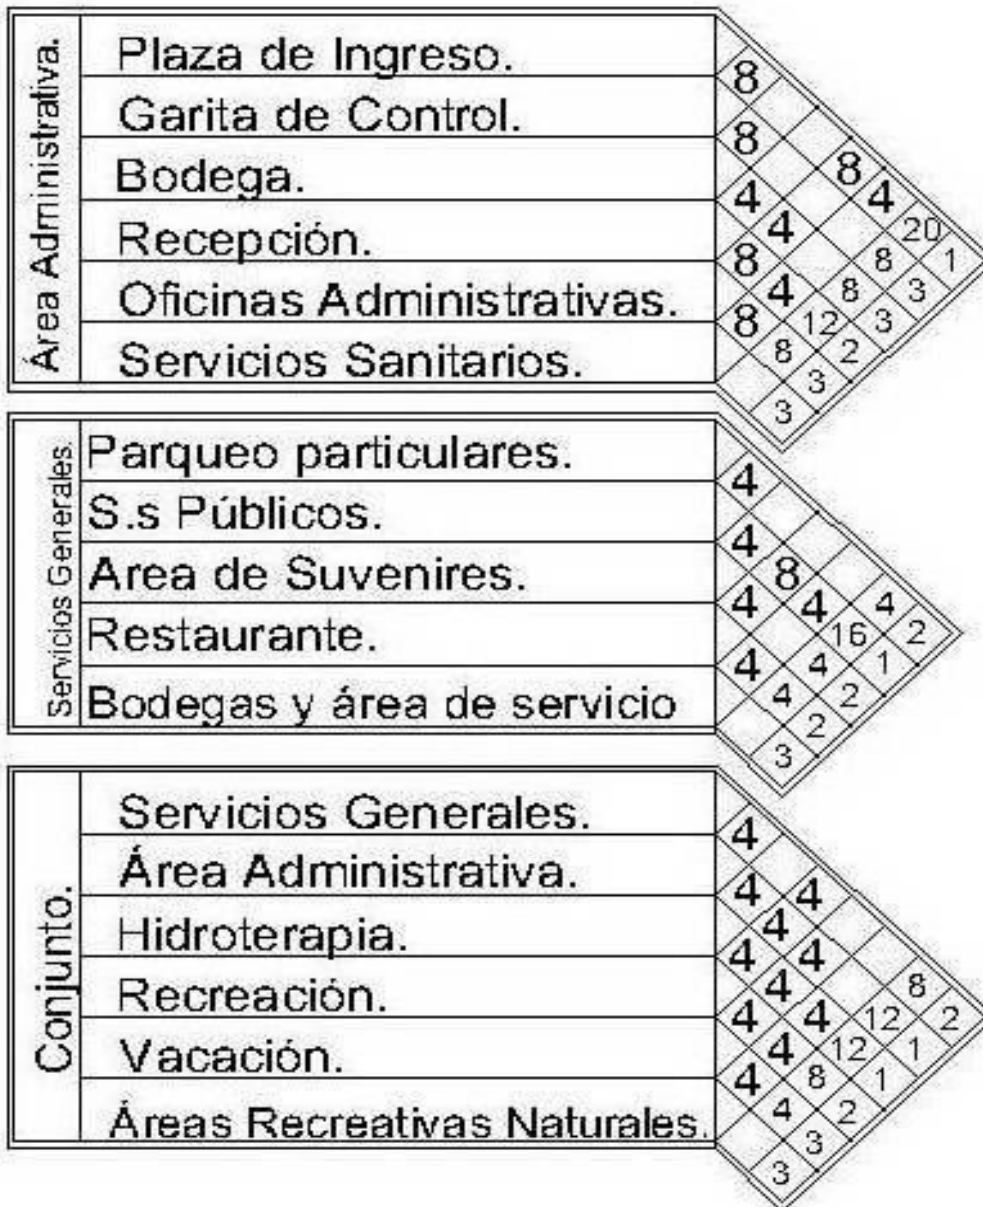 Área Administrativa.
Plaza de Ingreso.
Garita de Control.
Bodega.
Recepción.
Oficinas Administrativas.
Servicios Sanitarios.
8
8
8
4
4
4
20
8
1
8
4
8
3
8
12
3
8
2
3
3
Servicios Generales.
Parqueo particulares.
S.s Públicos.
Area de Suvenires.
Restaurante.
Bodegas y área de servicio
4
4
8
4
4
4
16
2
4
4
1
4
2
2
3
Conjunto.
Servicios Generales.
Área Administrativa.
Hidroterapia.
Recreación.
Vacación.
Áreas Recreativas Naturales.
4
4
4
4
4
4
4
8
4
4
12
2
4
12
1
4
8
1
4
2
3
3